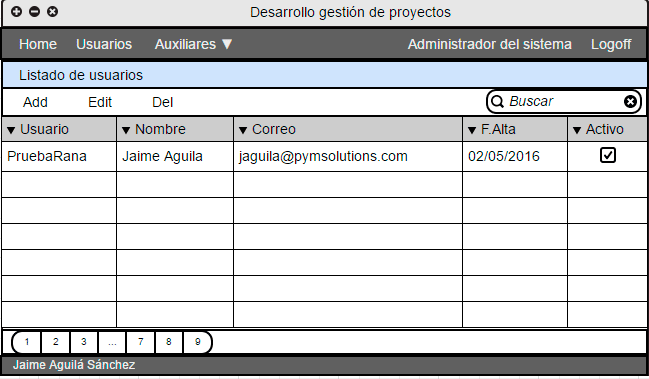 Desarrollo gestión de proyectos
Home Usuarios Auxiliares ▼ Administrador del sistema Logoff
Listado de usuarios
Add Edit Del Buscar
▼ Usuario ▼ Nombre ▼ Correo ▼ F.Alta ▼ Activo
PruebaRana Jaime Aguila jaguila@pymsolutions.com 02/05/2016
1 2 3 ... 7 8 9
Jaime Aguilá Sánchez